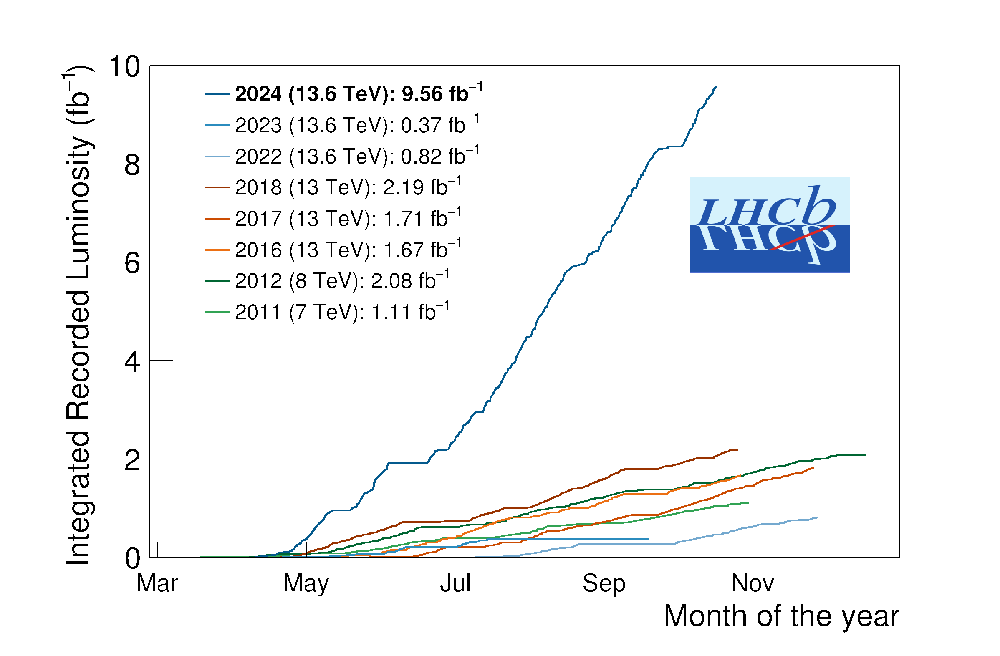 Integrated Recorded Luminosity (fb⁻¹)
10
8
6
4
2
0
2024 (13.6 TeV): 9.56 fb⁻¹
2023 (13.6 TeV): 0.37 fb⁻¹
2022 (13.6 TeV): 0.82 fb⁻¹
2018 (13 TeV): 2.19 fb⁻¹
2017 (13 TeV): 1.71 fb⁻¹
2016 (13 TeV): 1.67 fb⁻¹
2012 (8 TeV): 2.08 fb⁻¹
2011 (7 TeV): 1.11 fb⁻¹
LHCb
LHCb
Mar May Jul Sep Nov
Month of the year